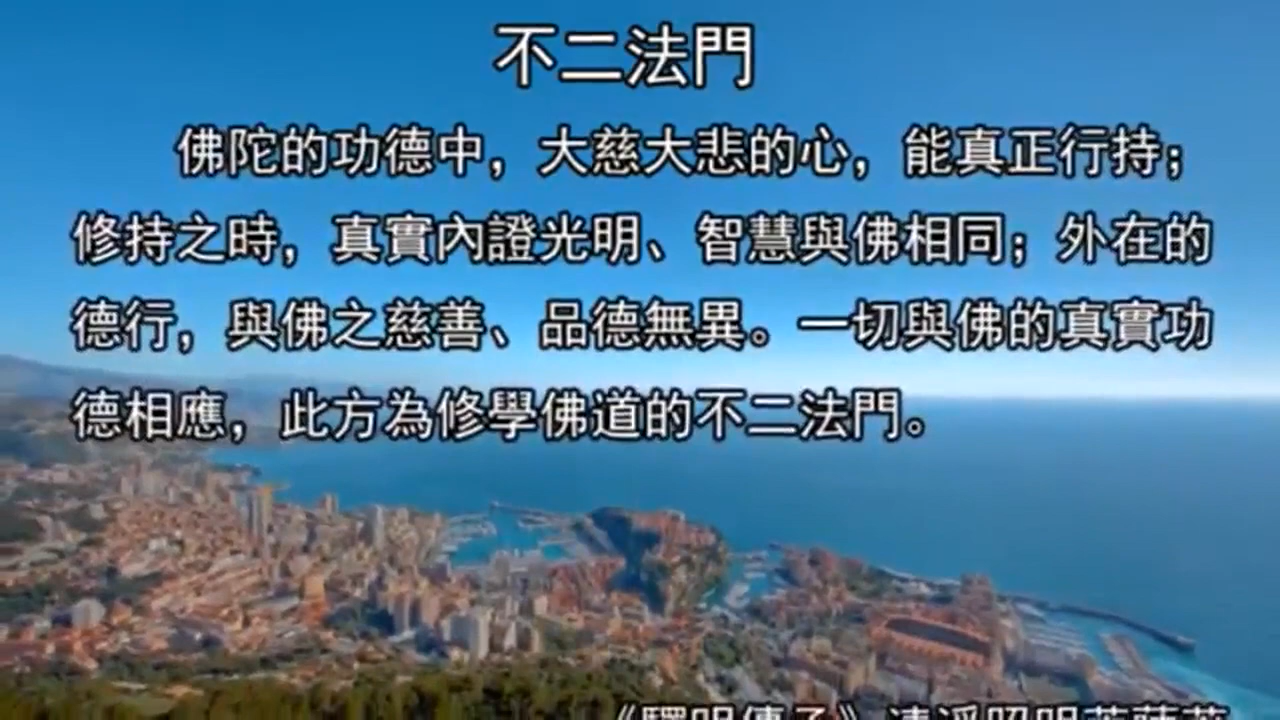 不二法門
佛陀的功德中，大慈大悲的心，能真正行持；
修持之時，真實內證光明、智慧與佛相同；外在的
德行，與佛之慈善、品德無異。一切與佛的真實功
德相應，此方為修學佛道的不二法門。